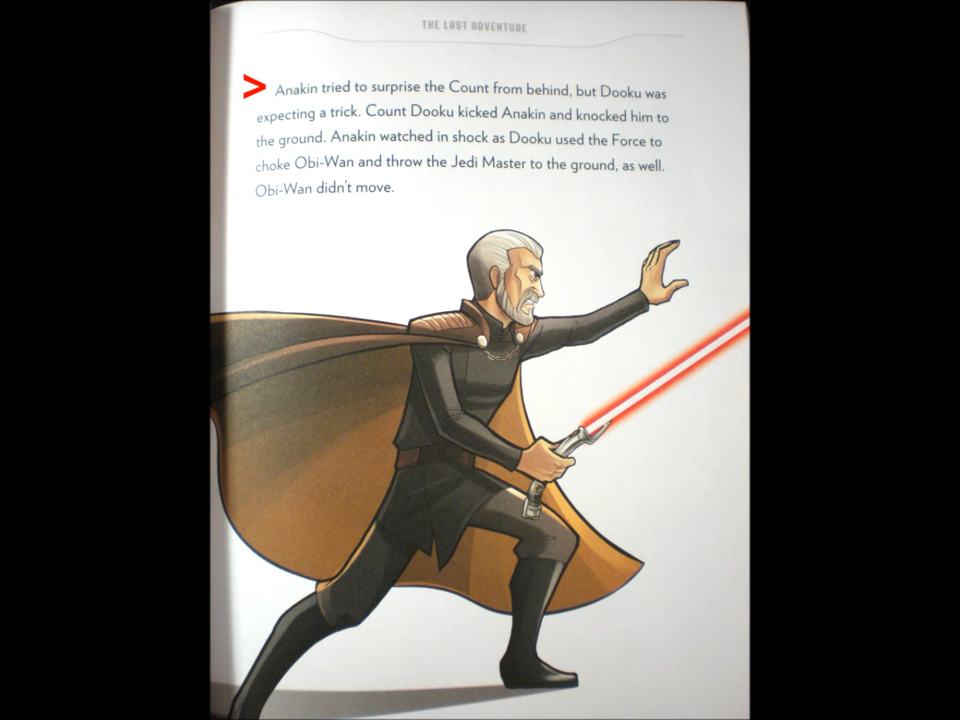 THE LAST ADVENTURE
> Anakin tried to surprise the Count from behind, but Dooku was
expecting a trick. Count Dooku kicked Anakin and knocked him to
the ground. Anakin watched in shock as Dooku used the Force to
choke Obi-Wan and throw the Jedi Master to the ground, as well.
Obi-Wan didn't move.